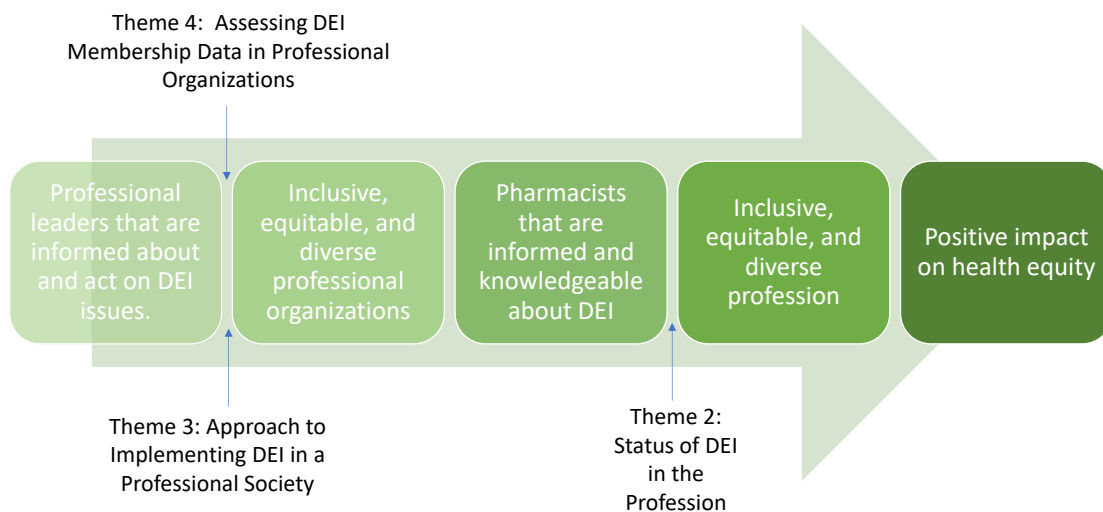 Theme 4:  Assessing DEI
Membership Data in Professional
Organizations
Professional
leaders that are
informed about
and act on DEI
issues.
Inclusive,
equitable, and
diverse
professional
organizations
Pharmacists
that are
informed and
knowledgeable
about DEI
Inclusive,
equitable, and
diverse
profession
Positive impact
on health equity
Theme 3: Approach to
Implementing DEI in a
Professional Society
Theme 2:
Status of DEI
in the
Profession